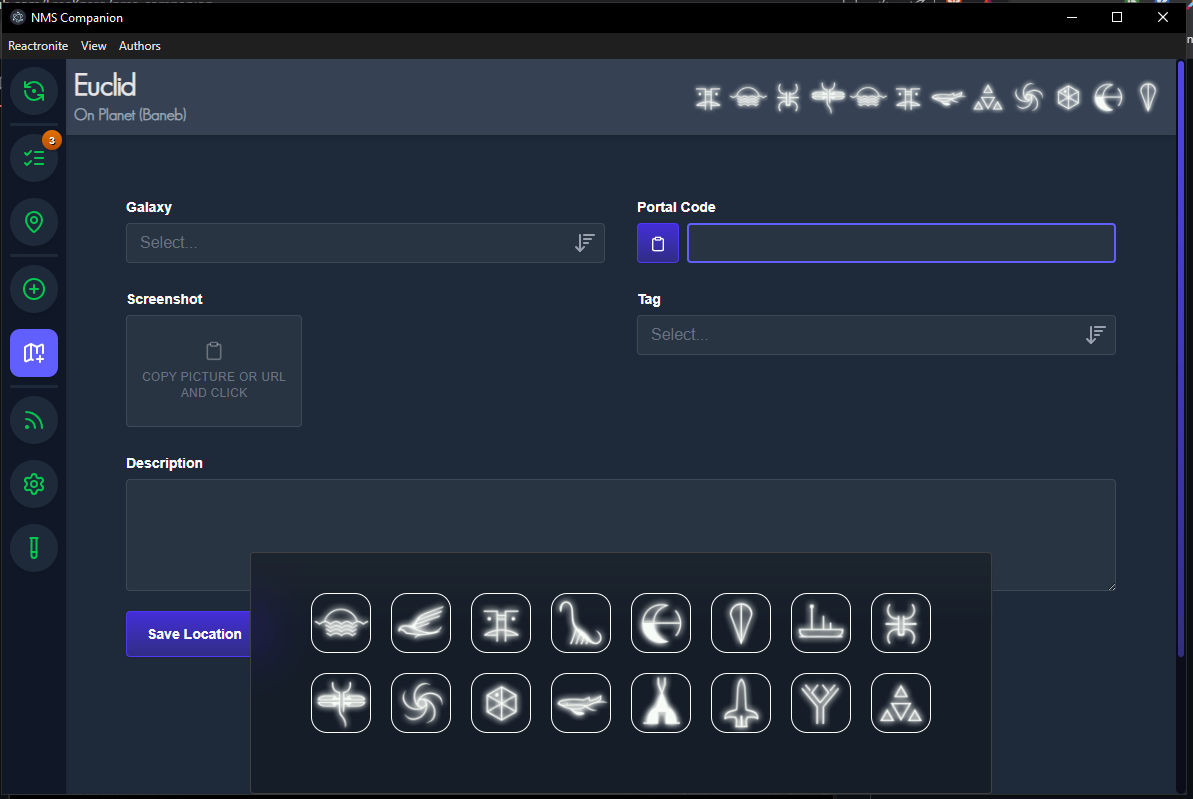 NMS Companion
Reactronite View Authors
Euclid
On Planet (Baneb)
3
Galaxy
Select...
Portal Code
Screenshot
COPY PICTURE OR URL
AND CLICK
Tag
Select...
Description
Save Location